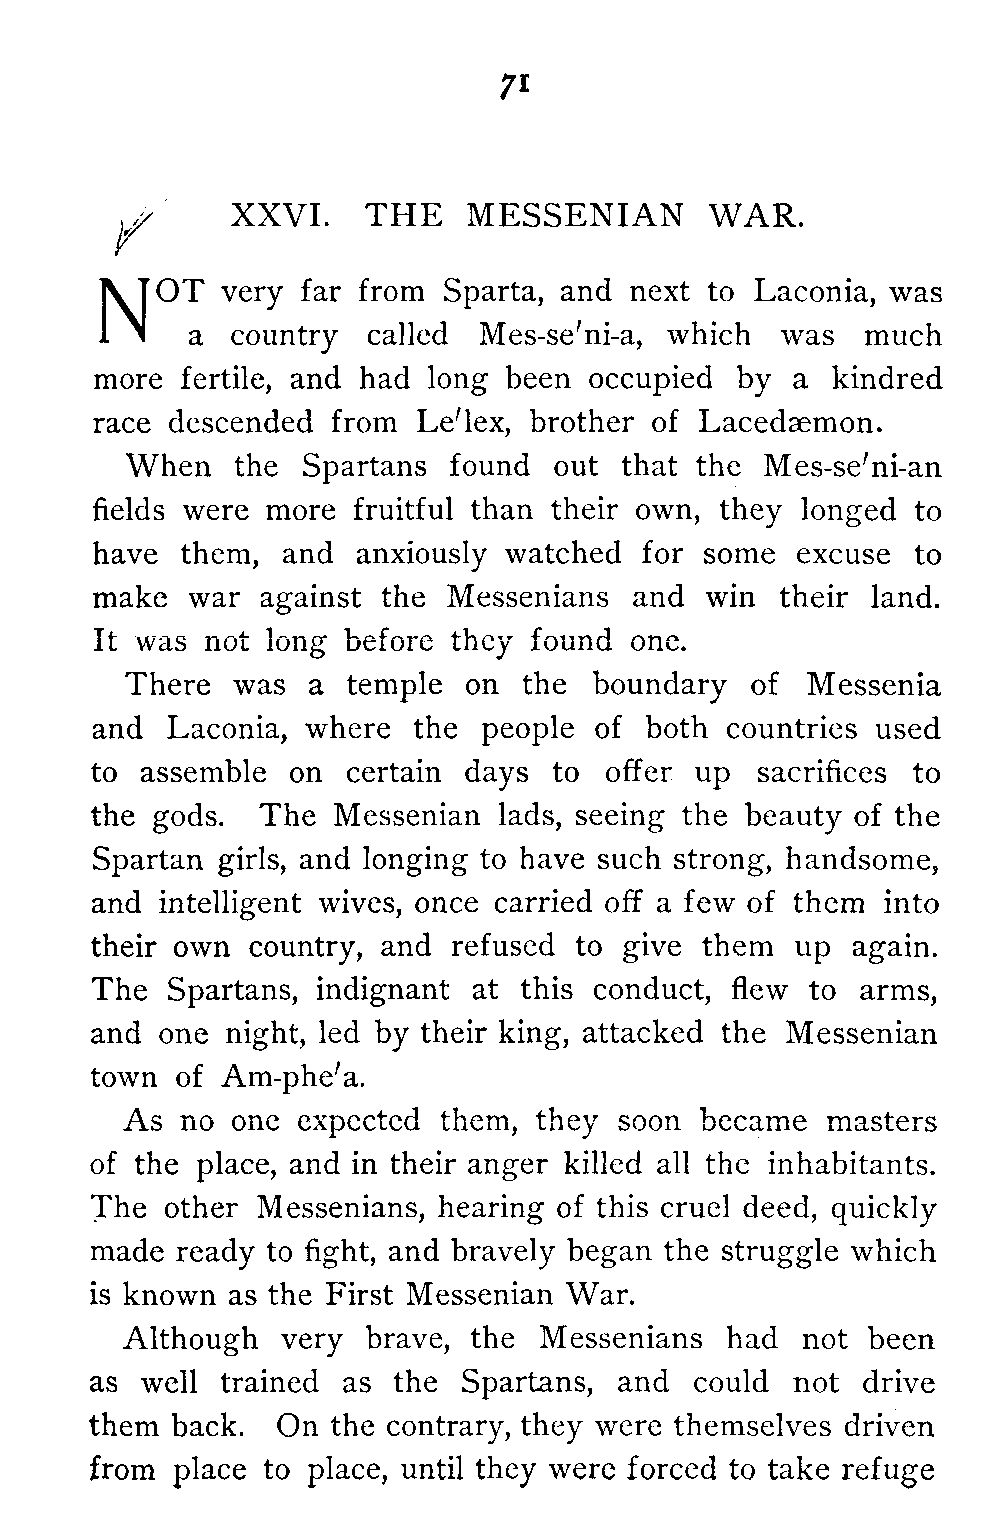 71
XXVI. THE MESSENIAN WAR.
NOT very far from Sparta, and next to Laconia, was
a country called Mes-se′ni-a, which was much
more fertile, and had long been occupied by a kindred
race descended from Le′lex, brother of Lacedæmon.
When the Spartans found out that the Mes-se′ni-an
fields were more fruitful than their own, they longed to
have them, and anxiously watched for some excuse to
make war against the Messenians and win their land.
It was not long before they found one.
There was a temple on the boundary of Messenia
and Laconia, where the people of both countries used
to assemble on certain days to offer up sacrifices to
the gods. The Messenian lads, seeing the beauty of the
Spartan girls, and longing to have such strong, handsome,
and intelligent wives, once carried off a few of them into
their own country, and refused to give them up again.
The Spartans, indignant at this conduct, flew to arms,
and one night, led by their king, attacked the Messenian
town of Am-phe′a.
As no one expected them, they soon became masters
of the place, and in their anger killed all the inhabitants.
The other Messenians, hearing of this cruel deed, quickly
made ready to fight, and bravely began the struggle which
is known as the First Messenian War.
Although very brave, the Messenians had not been
as well trained as the Spartans, and could not drive
them back. On the contrary, they were themselves driven
from place to place, until they were forced to take refuge